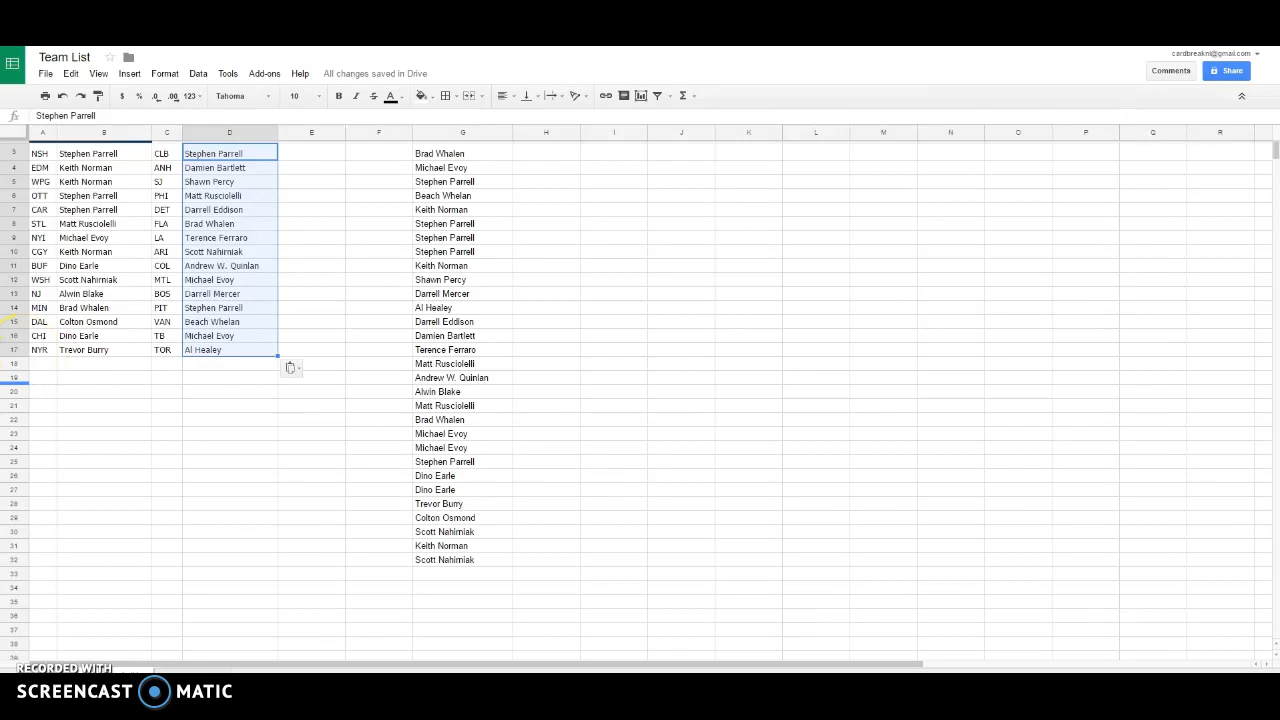 Team List
cardbreakni@gmail.com
File Edit View Insert Format Data Tools Add-ons Help All changes saved in Drive
Comments Share
$ % .0 .00 123 Tahoma 10 B I S A Σ
fx Stephen Parrell
A B C D E F G H I J K L M N O P Q R
3 NSH Stephen Parrell CLB Stephen Parrell Brad Whalen
4 EDM Keith Norman ANH Damien Bartlett Michael Evoy
5 WPG Keith Norman SJ Shawn Percy Stephen Parrell
6 OTT Stephen Parrell PHI Matt Rusciolelli Beach Whelan
7 CAR Stephen Parrell DET Darrell Eddison Keith Norman
8 STL Matt Rusciolelli FLA Brad Whalen Stephen Parrell
9 NYI Michael Evoy LA Terence Ferraro Stephen Parrell
10 CGY Keith Norman ARI Scott Nahirniak Stephen Parrell
11 BUF Dino Earle COL Andrew W. Quinlan Keith Norman
12 WSH Scott Nahirniak MTL Michael Evoy Shawn Percy
13 NJ Alwin Blake BOS Darrell Mercer Darrell Mercer
14 MIN Brad Whalen PIT Stephen Parrell Al Healey
15 DAL Colton Osmond VAN Beach Whelan Darrell Eddison
16 CHI Dino Earle TB Michael Evoy Damien Bartlett
17 NYR Trevor Burry TOR Al Healey Terence Ferraro
18 Matt Rusciolelli
19 Andrew W. Quinlan
20 Alwin Blake
21 Matt Rusciolelli
22 Brad Whalen
23 Michael Evoy
24 Michael Evoy
25 Stephen Parrell
26 Dino Earle
27 Dino Earle
28 Trevor Burry
29 Colton Osmond
30 Scott Nahirniak
31 Keith Norman
32 Scott Nahirniak
33
34
35
36
37
38
39
RECORDED WITH
SCREENCAST MATIC